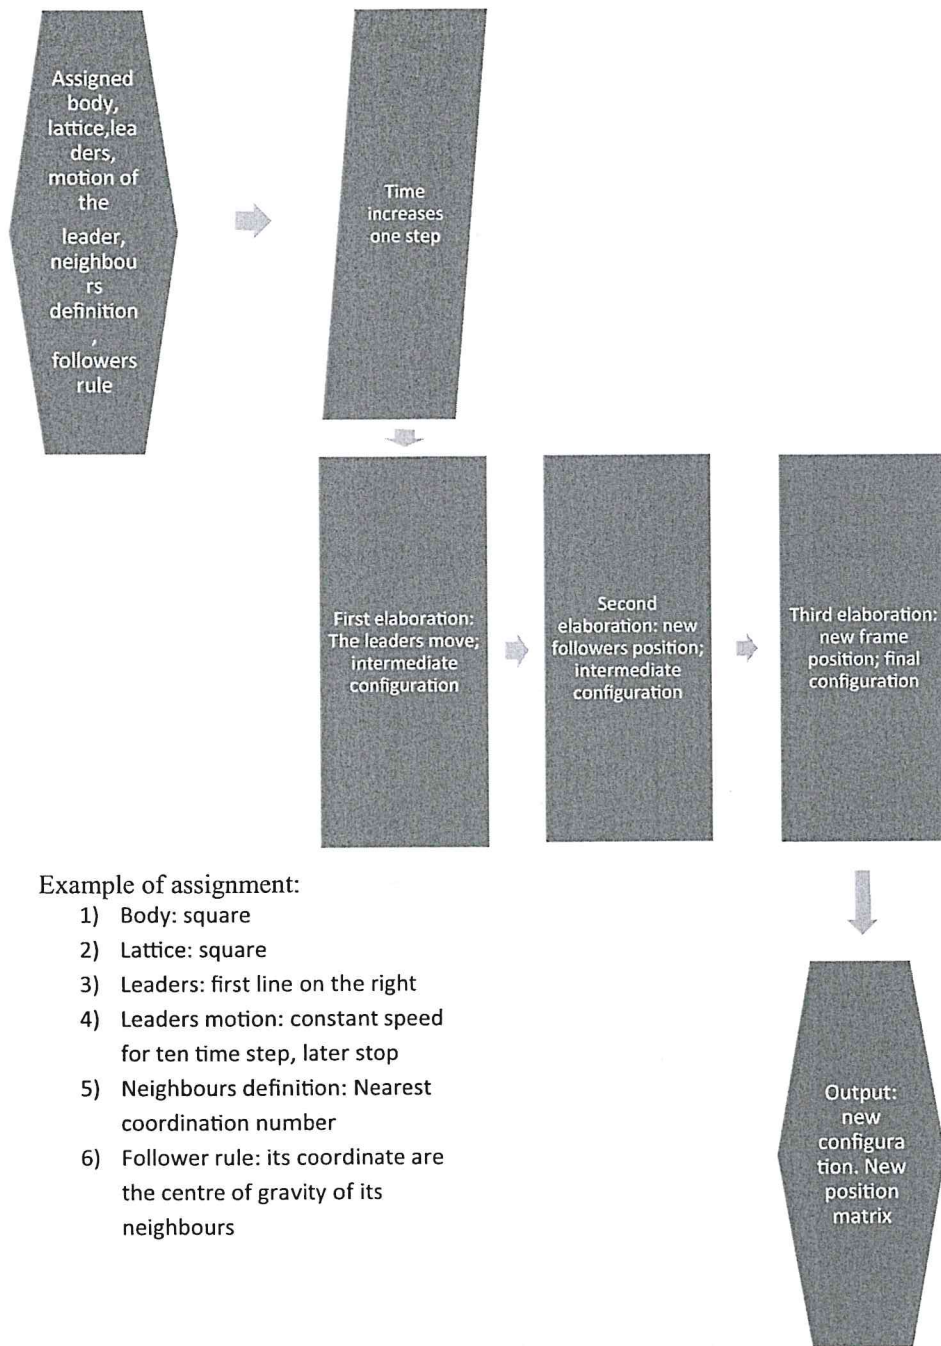 Assigned
body,
lattice,lea
ders,
motion of
the
leader,
neighbou
rs
definition
,
followers
rule
Time
increases
one step
First elaboration:
The leaders move;
intermediate
configuration
Second
elaboration: new
followers position;
intermediate
configuration
Third elaboration:
new frame
position; final
configuration
Example of assignment:
1) Body: square
2) Lattice: square
3) Leaders: first line on the right
4) Leaders motion: constant speed
for ten time step, later stop
5) Neighbours definition: Nearest
coordination number
6) Follower rule: its coordinate are
the centre of gravity of its
neighbours
Output:
new
configura
tion. New
position
matrix